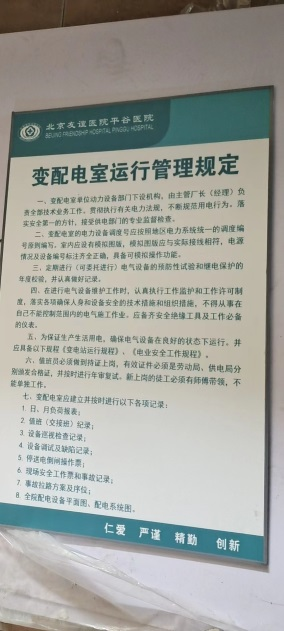 北京友谊医院平谷医院
BEIJING FRIENDSHIP HOSPITAL PINGGU HOSPITAL
变配电室运行管理规定
一、变配电室单位动力设备部门下设机构，由主管厂长（经理）负
责全部技术业务工作。贯彻执行有关电力法规，不断规范用电行为，落
实安全第一的方针，接受供电部门的专业监督检查。
二、变配电室的电力调度编号应按照地区电力系统统一的调度编
号原则编写。室内应设有模拟图版，模拟图版应与实际接线相符，电源
情况及设备编号标注齐全正确，具备可模拟操作功能。
三、定期进行（可委托进行）电气设备的预防性试验和继电保护的
年度校验，并认真做好记录。
四、在进行电气设备维护工作时，认真执行工作监护和工作许可制
度，落实各项确保人身和设备安全的技术措施和组织措施，不得从事在
自己不能控制范围内的电气施工作业。应备齐安全绝缘工具及工作必备
的仪表。
五、为保证生产生活用电，确保电气设备在良好的状态下运行。并
应具备以下规程《变电站运行规程》、《电业安全工作规程》。
六、值班员必须做到持证上岗，有效证件必须是劳动局、供电局分
别颁发合格证，并按时进行年审复试。新上岗的徒工必须有师傅带领，不
能单独工作。
七、变配电室应建立并按时进行以下各项记录：
1. 日、月负荷报表；
2. 值班（交接班）纪录；
3. 设备巡视检查记录；
4. 设备调试及缺陷记录；
5. 停送电倒闸操作票；
6. 现场安全工作票和事故记录；
7. 事故拉路方案及序位；
8. 全院配电设备平面图、配电系统图。
仁爱 严谨 精勤 创新